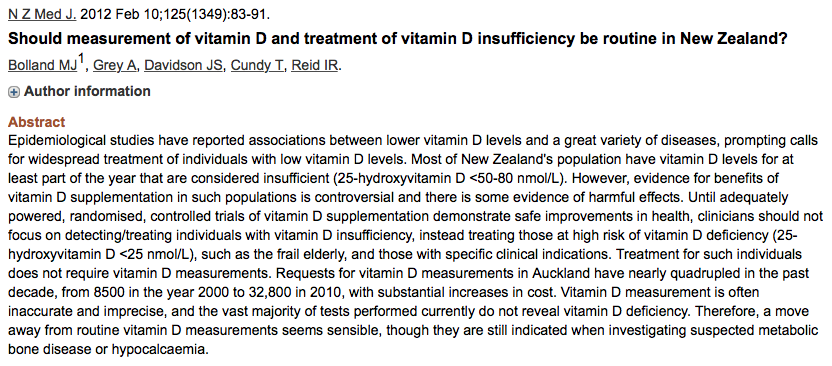 N Z Med J. 2012 Feb 10;125(1349):83-91.
Should measurement of vitamin D and treatment of vitamin D insufficiency be routine in New Zealand?
Bolland MJ1, Grey A, Davidson JS, Cundy T, Reid IR.
Author information
Abstract
Epidemiological studies have reported associations between lower vitamin D levels and a great variety of diseases, prompting calls
for widespread treatment of individuals with low vitamin D levels. Most of New Zealand's population have vitamin D levels for at
least part of the year that are considered insufficient (25-hydroxyvitamin D <50-80 nmol/L). However, evidence for benefits of
vitamin D supplementation in such populations is controversial and there is some evidence of harmful effects. Until adequately
powered, randomised, controlled trials of vitamin D supplementation demonstrate safe improvements in health, clinicians should not
focus on detecting/treating individuals with vitamin D insufficiency, instead treating those at high risk of vitamin D deficiency (25-
hydroxyvitamin D <25 nmol/L), such as the frail elderly, and those with specific clinical indications. Treatment for such individuals
does not require vitamin D measurements. Requests for vitamin D measurements in Auckland have nearly quadrupled in the past
decade, from 8500 in the year 2000 to 32,800 in 2010, with substantial increases in cost. Vitamin D measurement is often
inaccurate and imprecise, and the vast majority of tests performed currently do not reveal vitamin D deficiency. Therefore, a move
away from routine vitamin D measurements seems sensible, though they are still indicated when investigating suspected metabolic
bone disease or hypocalcaemia.